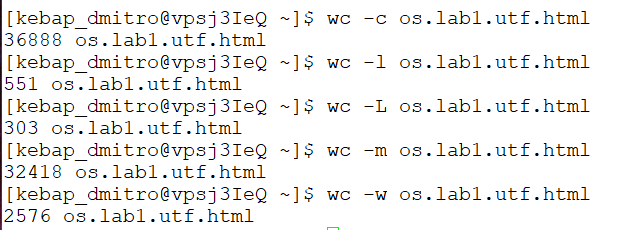 [kebap_dmitro@vpsj3IeQ ~]$ wc -c os.lab1.utf.html
36888 os.lab1.utf.html
[kebap_dmitro@vpsj3IeQ ~]$ wc -l os.lab1.utf.html
551 os.lab1.utf.html
[kebap_dmitro@vpsj3IeQ ~]$ wc -L os.lab1.utf.html
303 os.lab1.utf.html
[kebap_dmitro@vpsj3IeQ ~]$ wc -m os.lab1.utf.html
32418 os.lab1.utf.html
[kebap_dmitro@vpsj3IeQ ~]$ wc -w os.lab1.utf.html
2576 os.lab1.utf.html